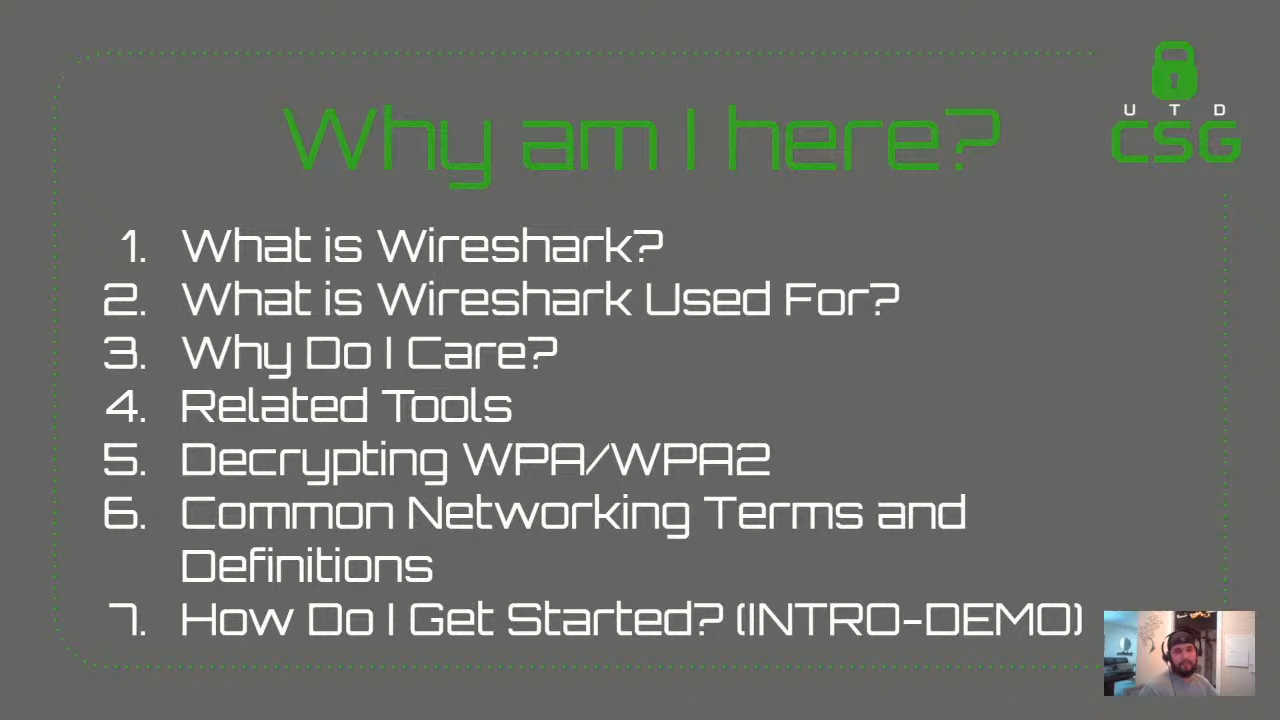 U T D
CSG
Why am I here?
1. What is Wireshark?
2. What is Wireshark Used For?
3. Why Do I Care?
4. Related Tools
5. Decrypting WPA/WPA2
6. Common Networking Terms and
Definitions
7. How Do I Get Started? (INTRO-DEMO)